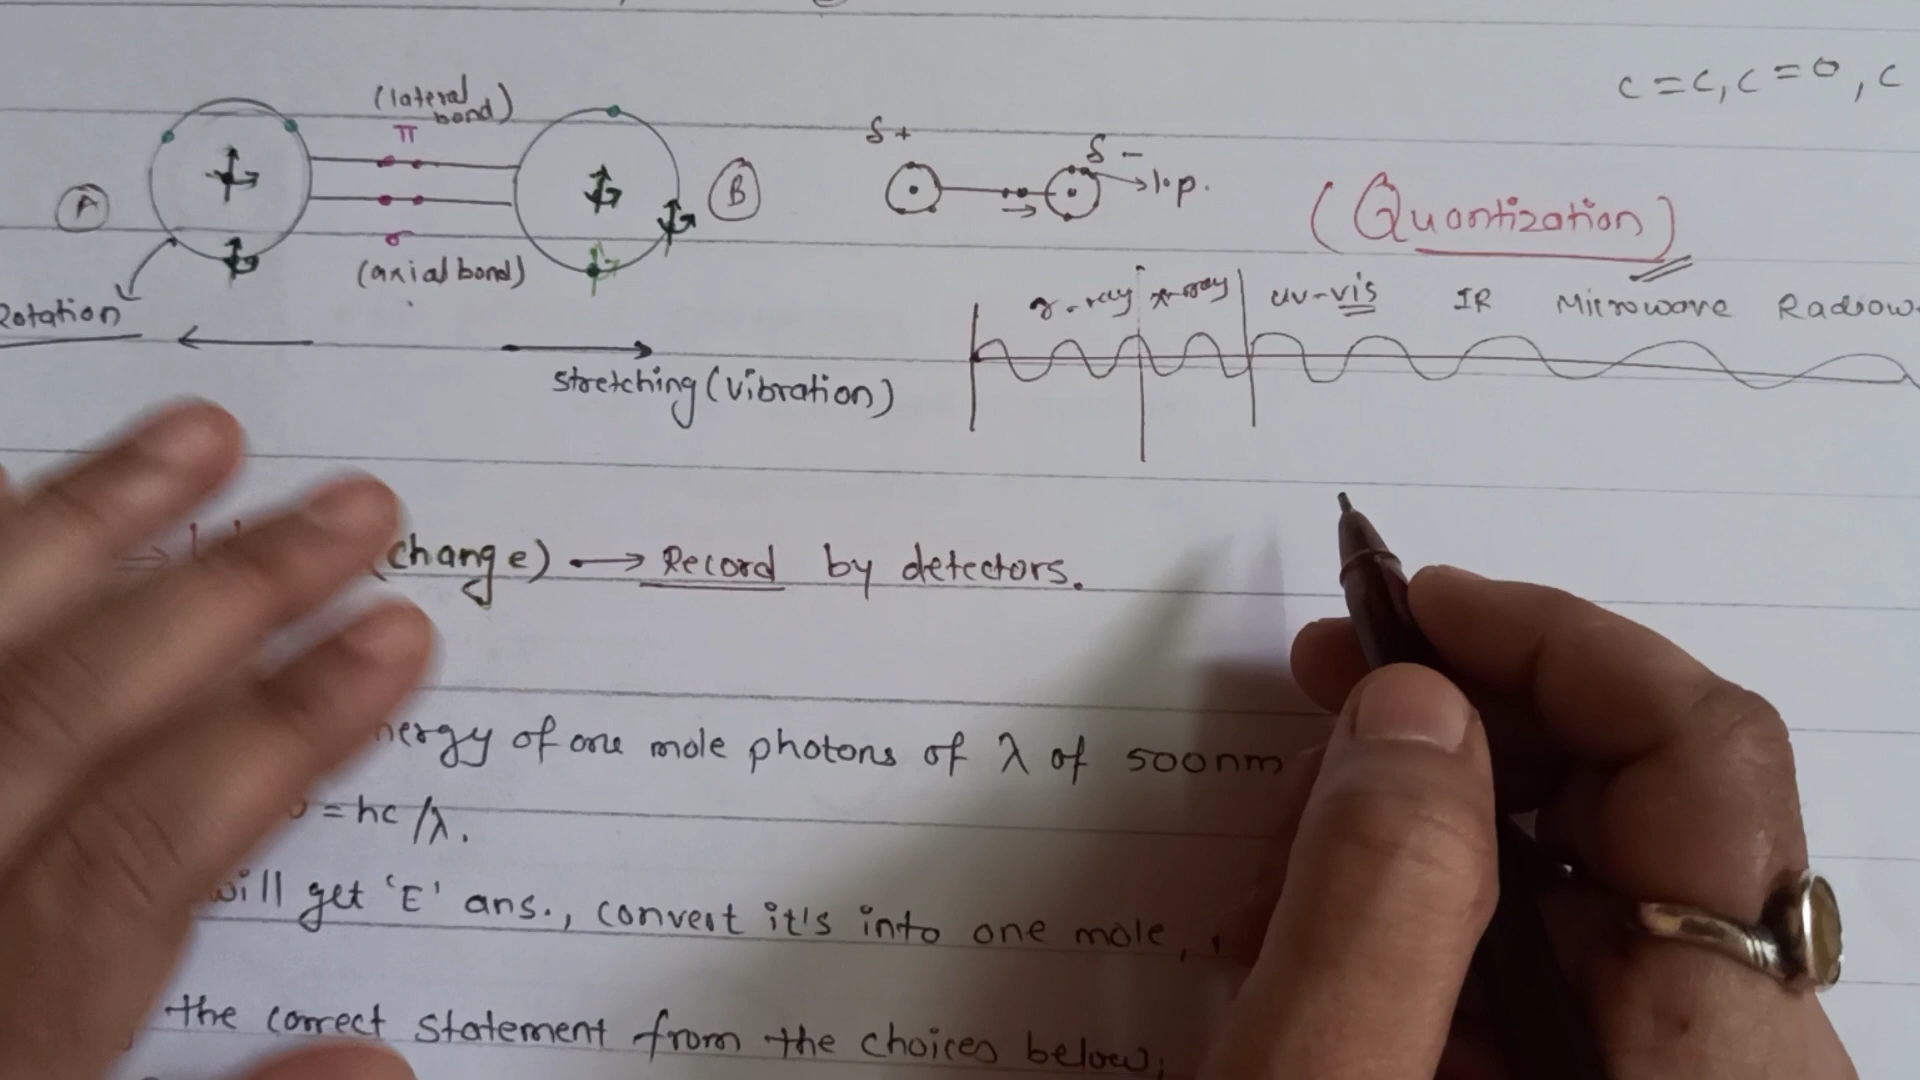 C=C, C=O, C
(lateral bond)
π
A
B
σ
(axial bond)
Rotation
Stretching (Vibration)
δ+
δ-
l.p.
(Quantization)
γ-ray x-ray UV-Vis IR Microwave Radiow
(change) → Record by detectors.
nergy of one mole photons of λ of 500nm
= hc/λ.
will get 'E' ans., convert it's into one mole,
the correct statement from the choices below;